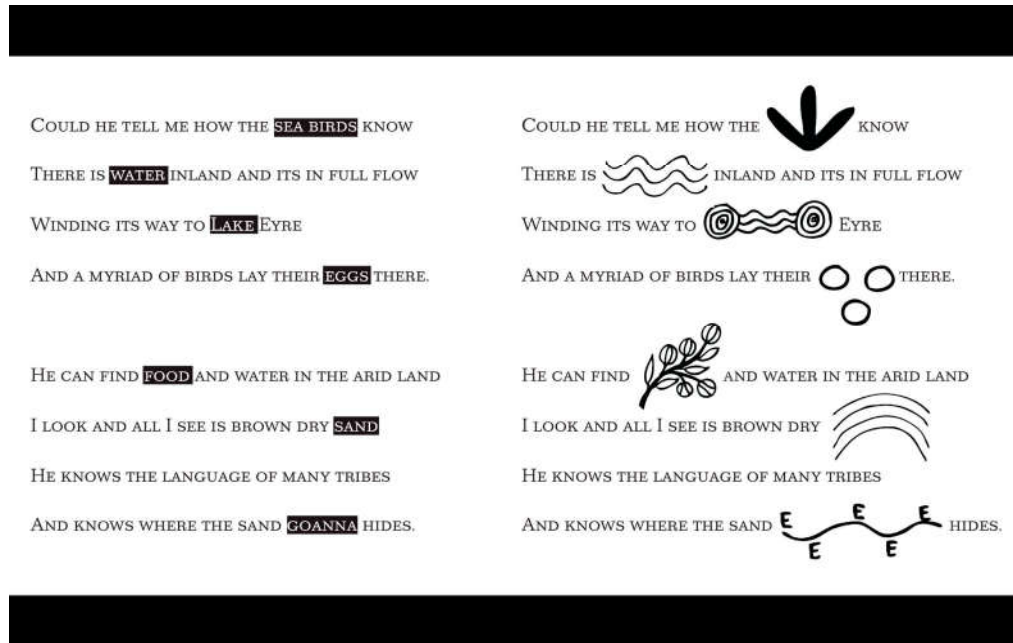 COULD HE TELL ME HOW THE SEA BIRDS KNOW
THERE IS WATER INLAND AND ITS IN FULL FLOW
WINDING ITS WAY TO LAKE EYRE
AND A MYRIAD OF BIRDS LAY THEIR EGGS THERE.
HE CAN FIND FOOD AND WATER IN THE ARID LAND
I LOOK AND ALL I SEE IS BROWN DRY SAND
HE KNOWS THE LANGUAGE OF MANY TRIBES
AND KNOWS WHERE THE SAND GOANNA HIDES.
COULD HE TELL ME HOW THE KNOW
THERE IS INLAND AND ITS IN FULL FLOW
WINDING ITS WAY TO EYRE
AND A MYRIAD OF BIRDS LAY THEIR THERE.
HE CAN FIND AND WATER IN THE ARID LAND
I LOOK AND ALL I SEE IS BROWN DRY
HE KNOWS THE LANGUAGE OF MANY TRIBES
AND KNOWS WHERE THE SAND E E E E E HIDES.